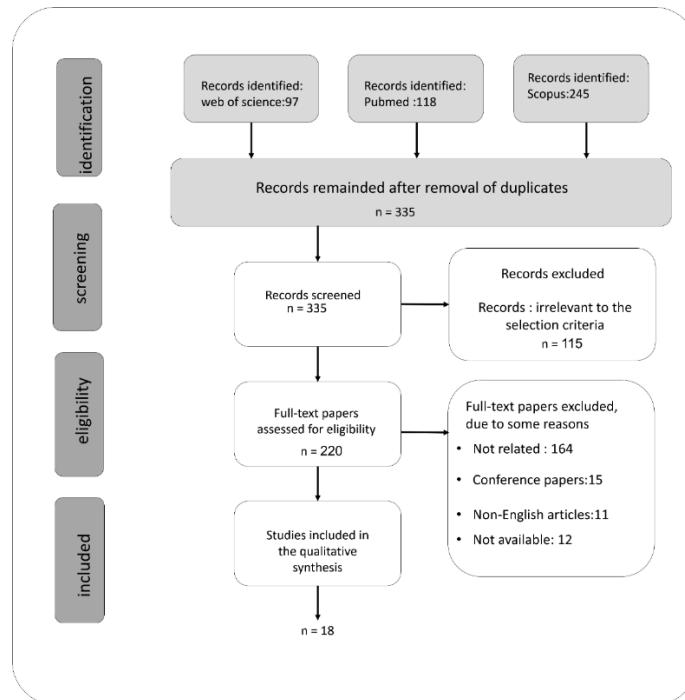 identification
Records identified:
web of science:97
Records identified:
Pubmed :118
Records identified:
Scopus:245
Records remainded after removal of duplicates
n = 335
screening
Records screened
n = 335
Records excluded
Records : irrelevant to the
selection criteria
n = 115
eligibility
Full-text papers
assessed for eligibility
n = 220
Full-text papers excluded,
due to some reasons
• Not related : 164
• Conference papers:15
• Non-English articles:11
• Not available: 12
included
Studies included in
the qualitative
synthesis
n = 18